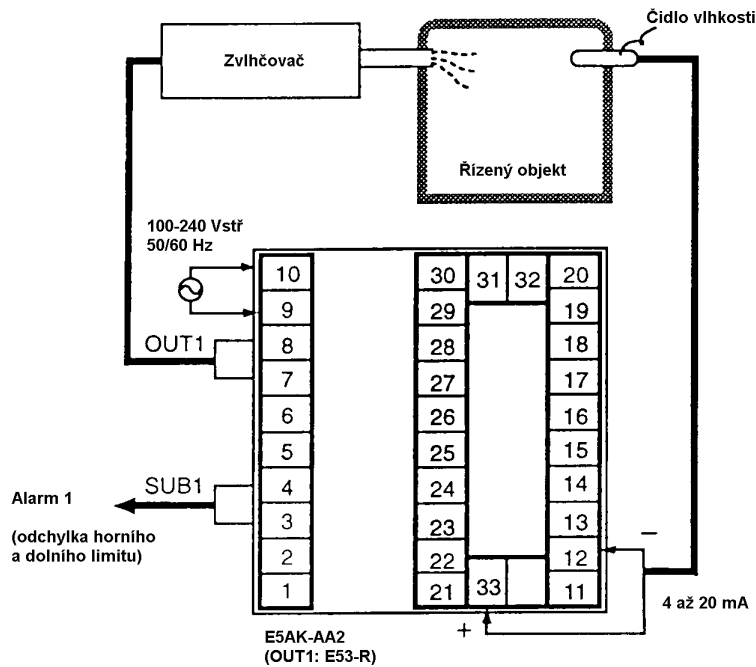 Čidlo vlhkosti
Zvlhčovač
Řízený objekt
100-240 Vstř
50/60 Hz
10
9
8
7
6
5
4
3
2
1
OUT1
SUB1
Alarm 1
(odchylka horního
a dolního limitu)
30
29
28
27
26
25
24
23
22
21
31
32
33
20
19
18
17
16
15
14
13
12
11
−
+
4 až 20 mA
E5AK-AA2
(OUT1: E53-R)